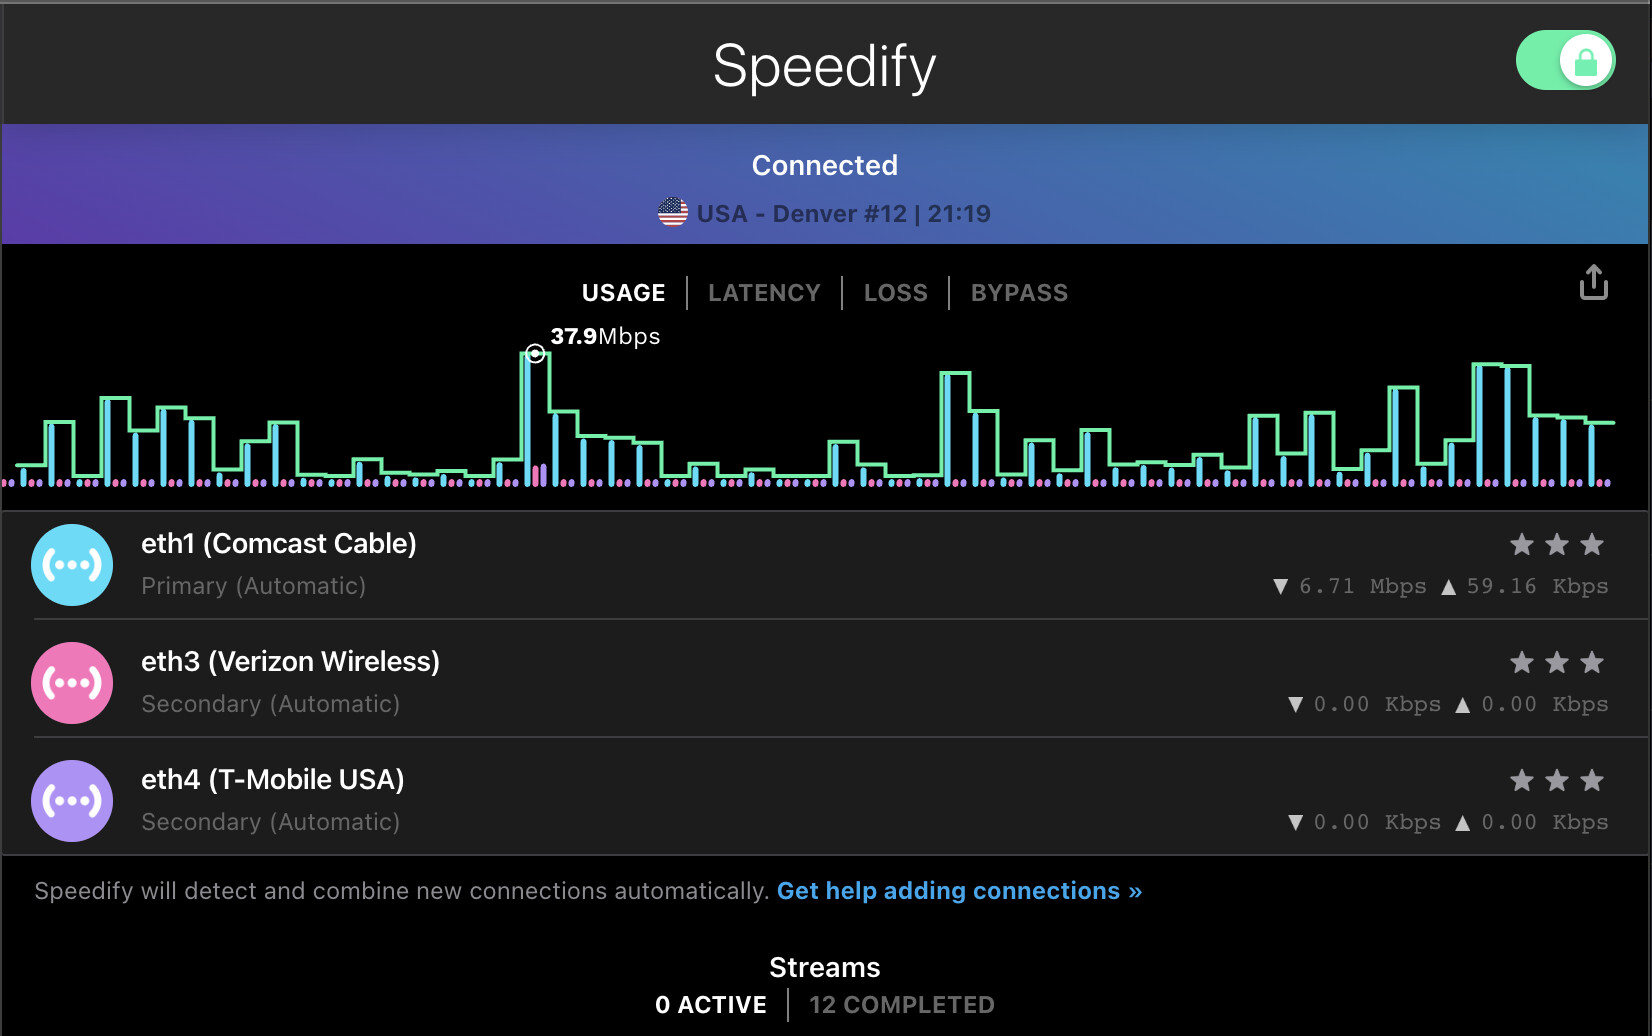 Speedify
Connected
USA - Denver #12 | 21:19
USAGE | LATENCY | LOSS | BYPASS
37.9Mbps
eth1 (Comcast Cable)
Primary (Automatic)
▼ 6.71 Mbps ▲ 59.16 Kbps
eth3 (Verizon Wireless)
Secondary (Automatic)
▼ 0.00 Kbps ▲ 0.00 Kbps
eth4 (T-Mobile USA)
Secondary (Automatic)
▼ 0.00 Kbps ▲ 0.00 Kbps
Speedify will detect and combine new connections automatically. Get help adding connections »
Streams
0 ACTIVE | 12 COMPLETED